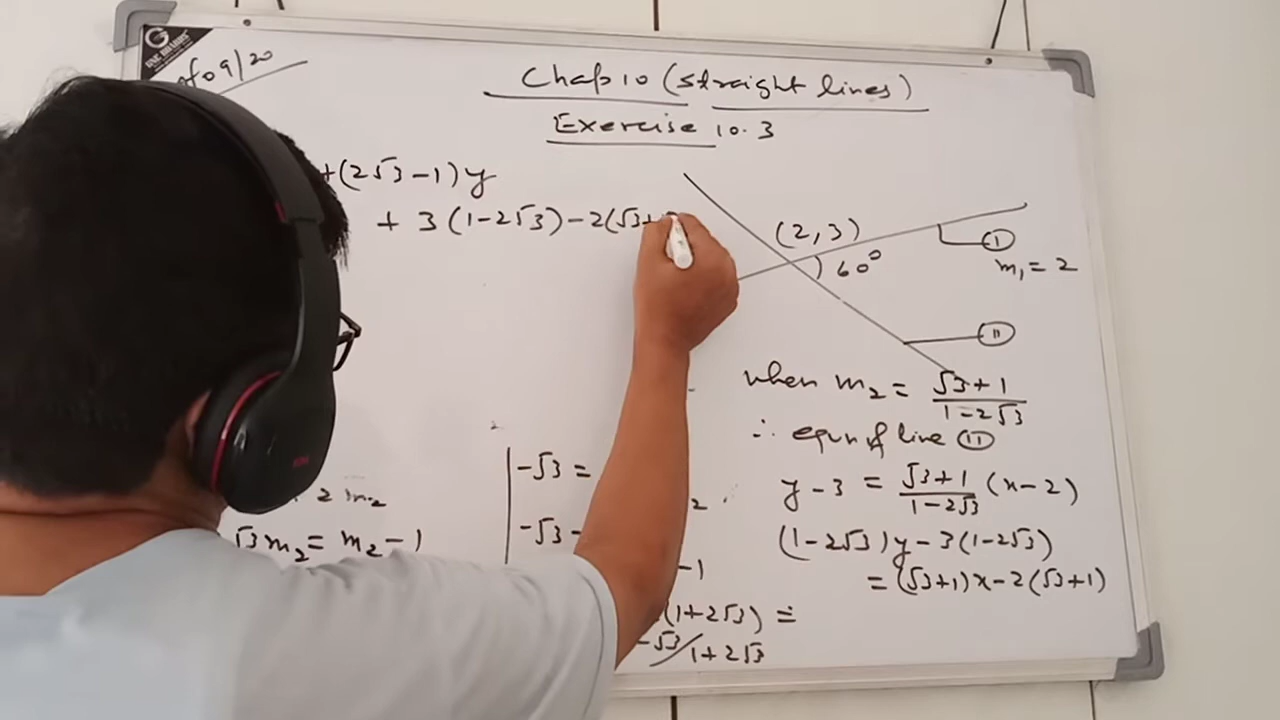 09/20
Chap 10 (straight lines)
Exercise 10.3
+(2√3-1)y
+ 3(1-2√3)-2(√3+
(2,3)
60°
I
m₁ = 2
II
when m₂ = √3+1/1-2√3
∴ eqn of line II
y-3 = √3+1/1-2√3 (x-2)
(1-2√3)y-3(1-2√3)
= (√3+1)x-2(√3+1)
2 m₂
√3m₂ = m₂-1
-√3 =
-√3-
2
-1
(1+2√3) =
-√3/1+2√3